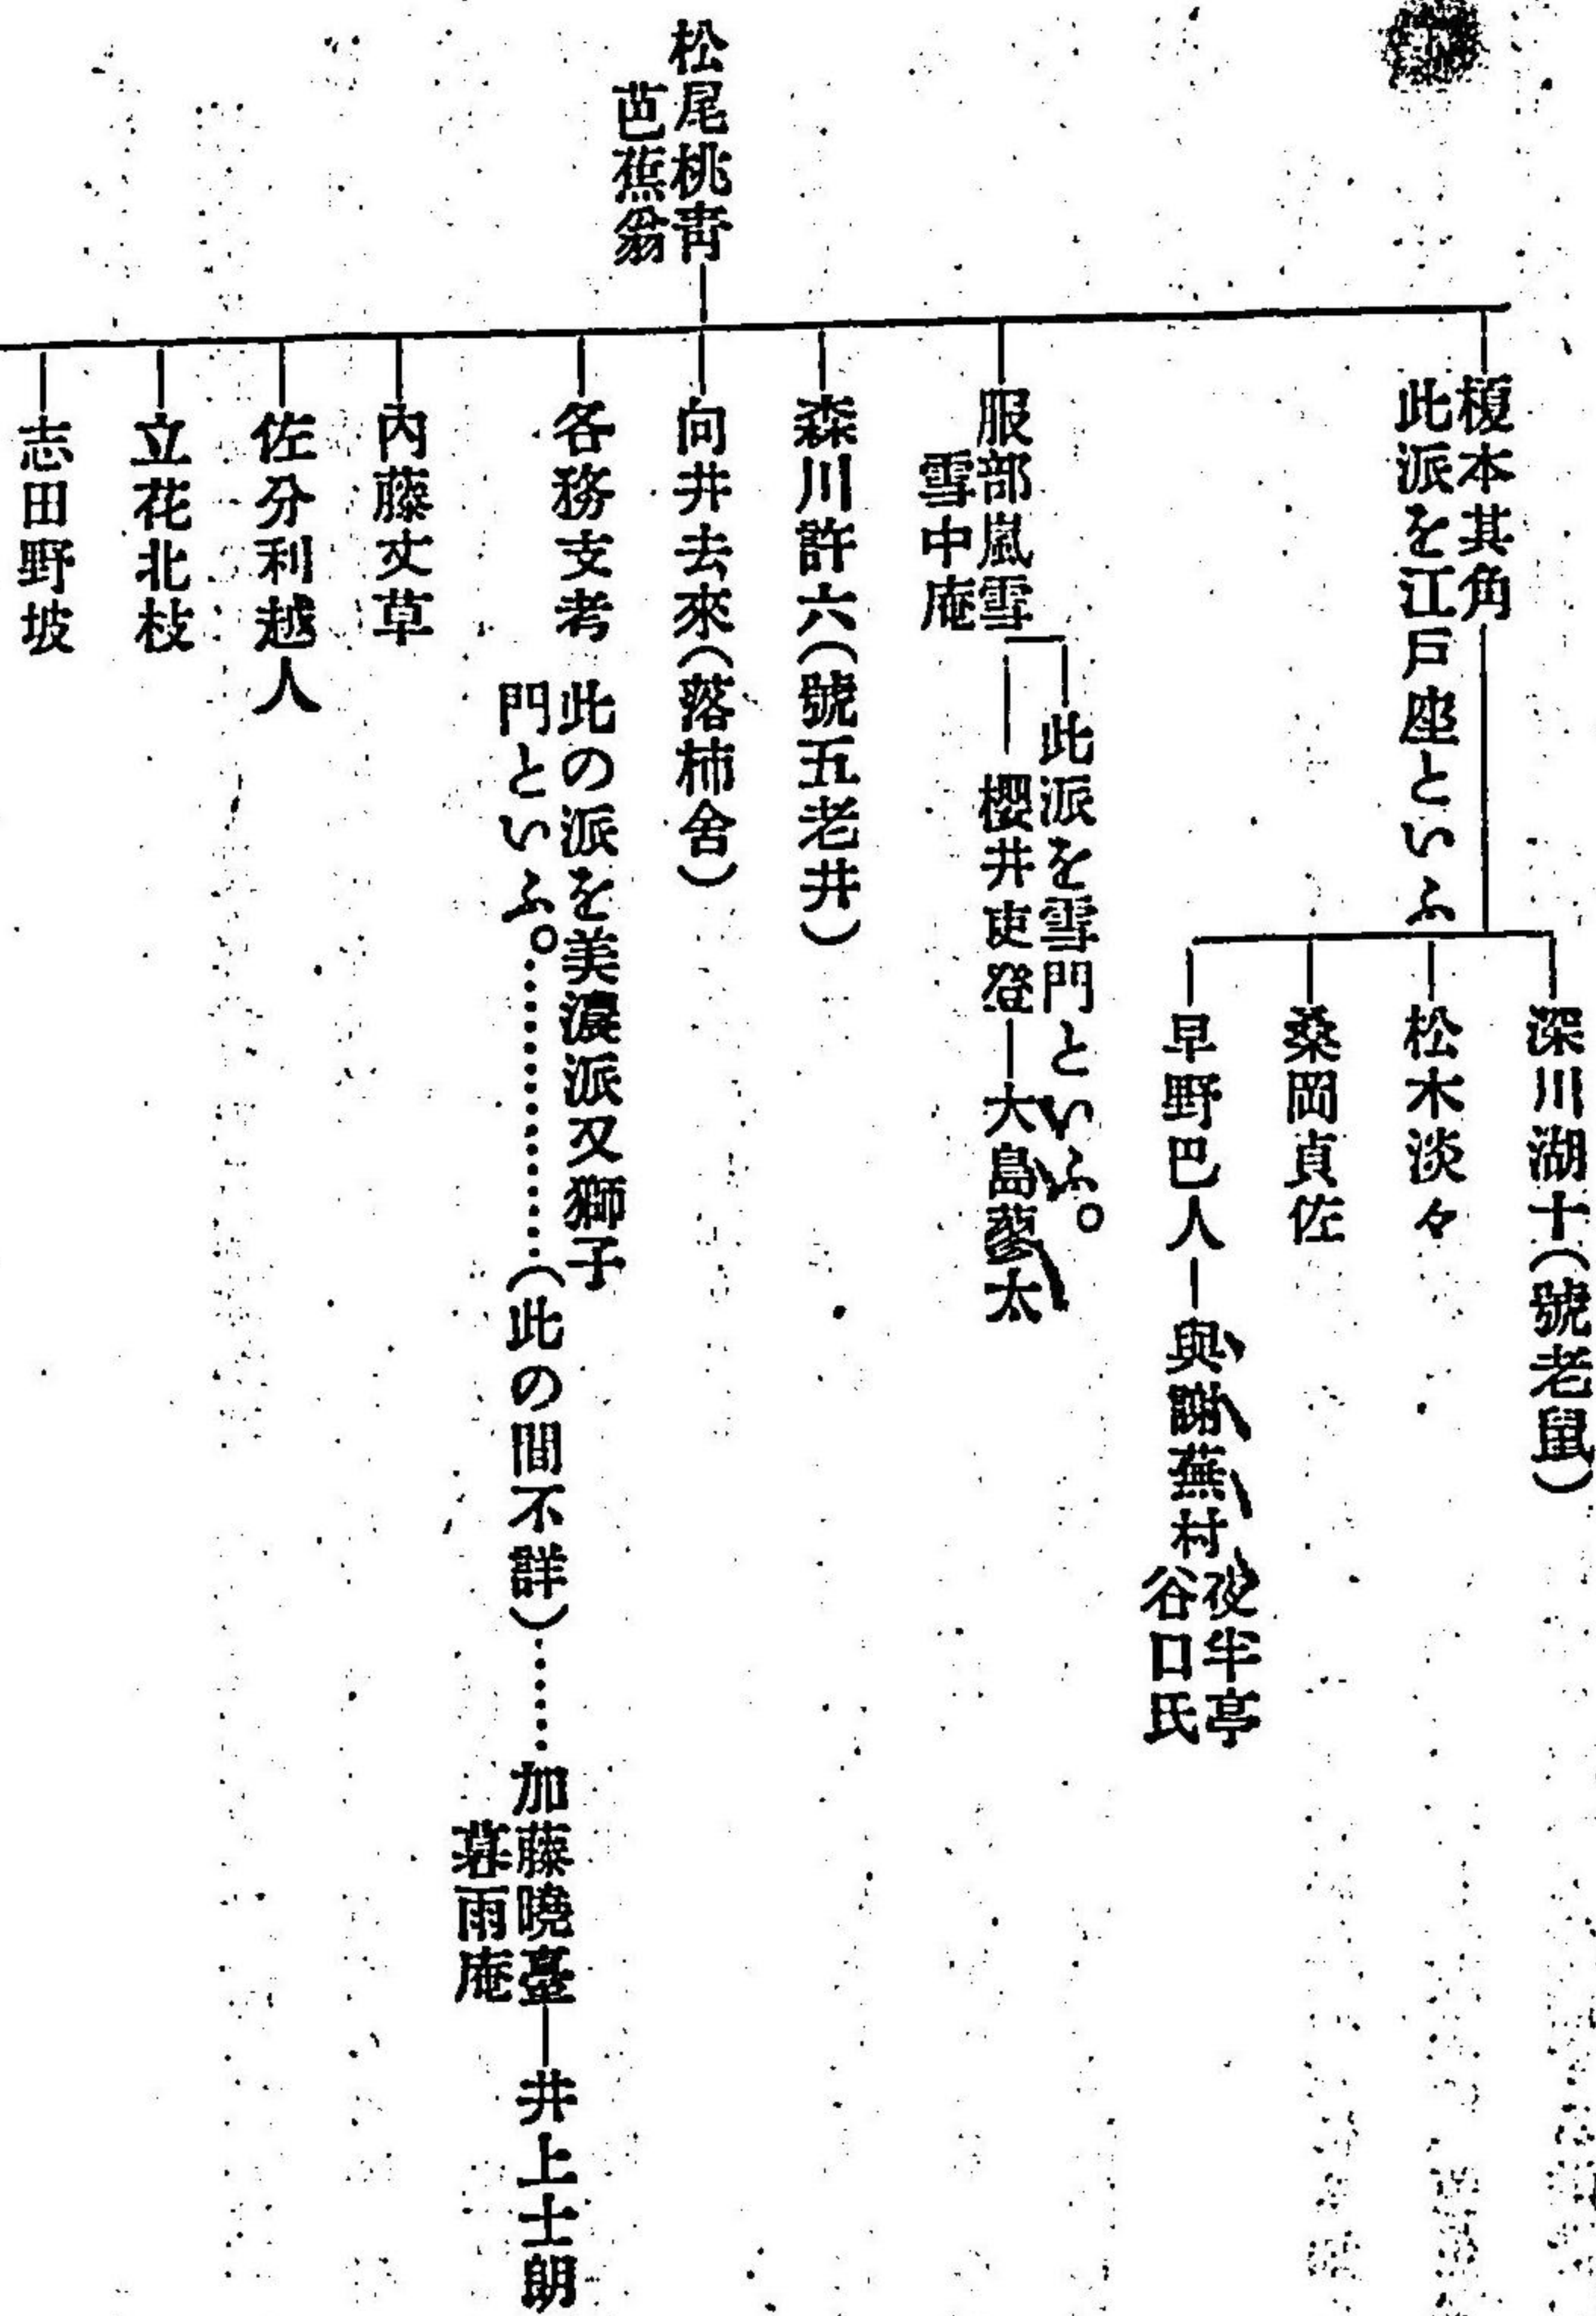 松尾桃靑
芭蕉翁
榎本其角
此派を江戸座といふ
深川湖十(號老鼠)
松木淡々
桑岡貞佐
早野巴人
與謝蕪村
夜半亭
谷口氏
服部嵐雪
雪中庵
此派を雪門といふ。
櫻井吏登
大島蓼太
森川許六(號五老井)
向井去來(落柿舍)
各務支考
此の派を美濃派又獅子
門といふ。…………(此の間不詳)……加藤曉臺
暮雨庵
井上士朗
內藤丈草
佐分利越人
立花北枝
志田野坡